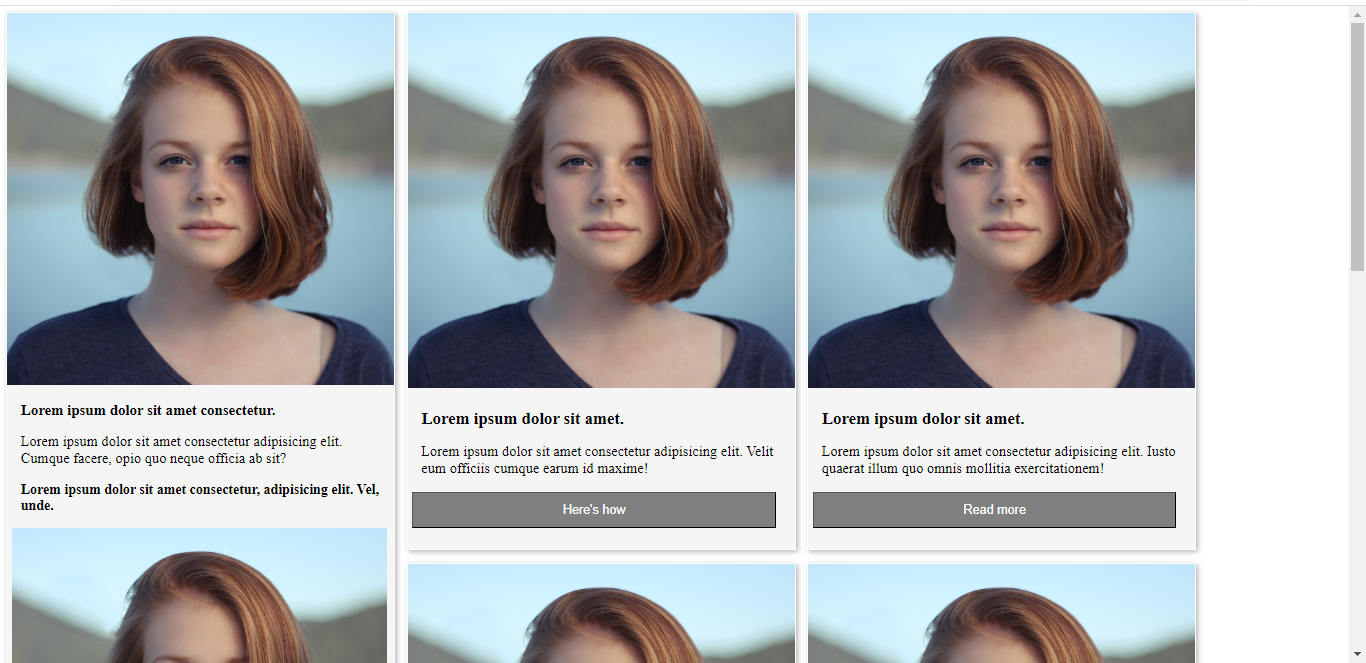 Lorem ipsum dolor sit amet consectetur.
Lorem ipsum dolor sit amet consectetur adipisicing elit.
Cumque facere, opio quo neque officia ab sit?
Lorem ipsum dolor sit amet consectetur, adipisicing elit. Vel,
unde.
Lorem ipsum dolor sit amet.
Lorem ipsum dolor sit amet consectetur adipisicing elit. Velit
eum officiis cumque earum id maxime!
Here's how
Lorem ipsum dolor sit amet.
Lorem ipsum dolor sit amet consectetur adipisicing elit. Iusto
quaerat illum quo omnis mollitia exercitationem!
Read more